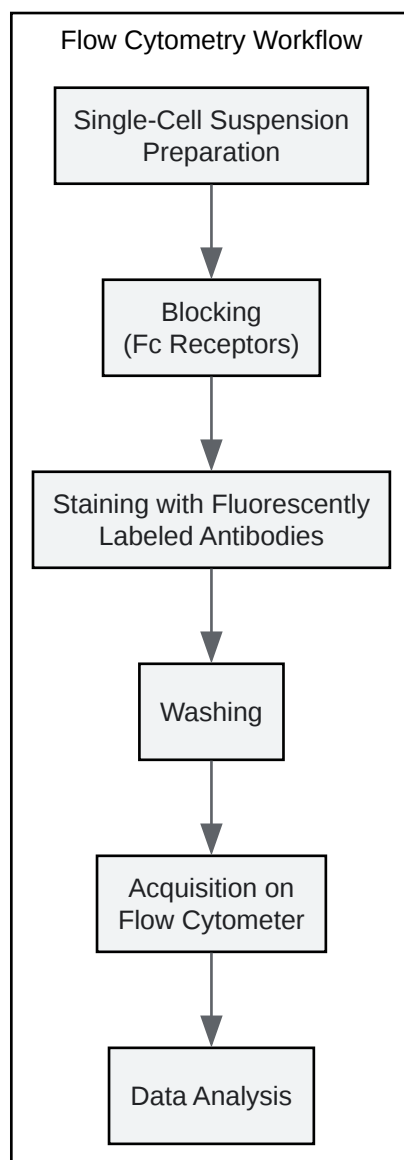 Flow Cytometry Workflow
Single-Cell Suspension
Preparation
Blocking
(Fc Receptors)
Staining with Fluorescently
Labeled Antibodies
Washing
Acquisition on
Flow Cytometer
Data Analysis